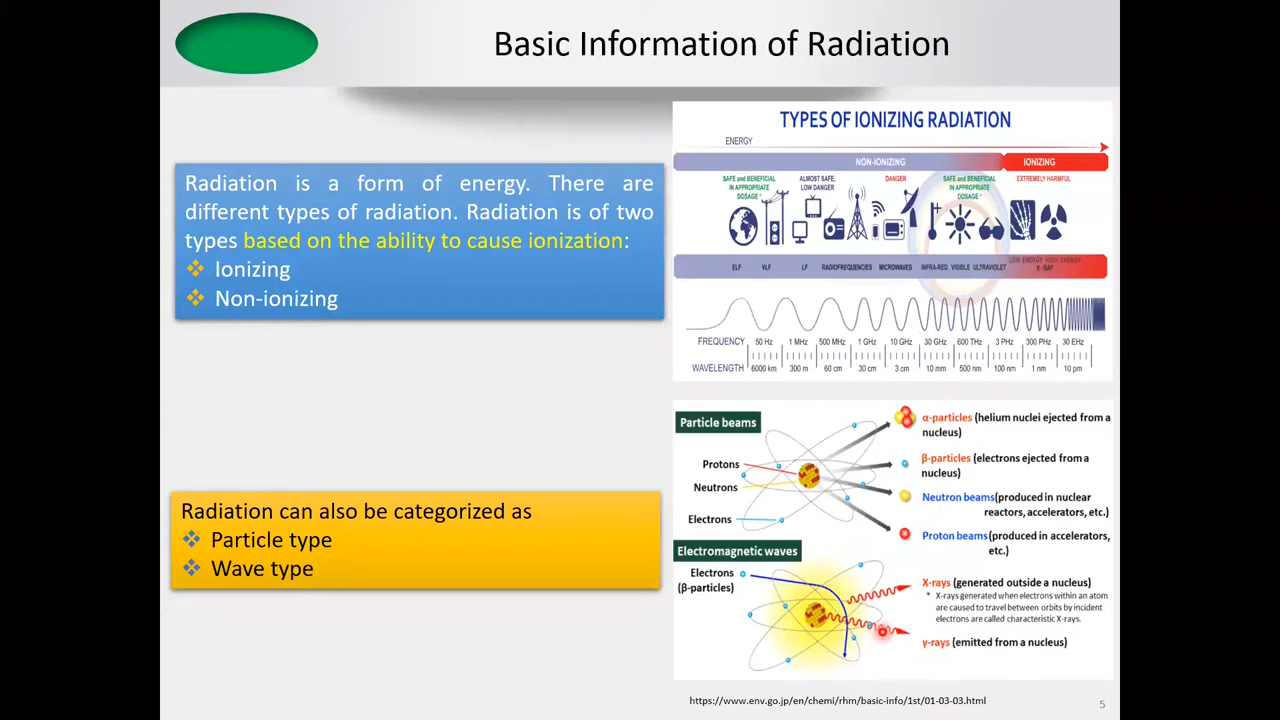 Basic Information of Radiation
Radiation is a form of energy. There are
different types of radiation. Radiation is of two
types based on the ability to cause ionization:
Ionizing
Non-ionizing
Radiation can also be categorized as
Particle type
Wave type
TYPES OF IONIZING RADIATION
ENERGY
NON-IONIZING IONIZING
SAFE and BENEFICIAL
IN APPROPRIATE
DOSAGE *
ALMOST SAFE,
LOW DANGER
DANGER
SAFE and BENEFICIAL
IN APPROPRIATE
DOSAGE *
EXTREMELY HARMFUL
ELF VLF LF RADIOFREQUENCIES MICROWAVES INFRA-RED VISIBLE ULTRAVIOLET
LOW ENERGY HIGH ENERGY
X - RAY
FREQUENCY 50 Hz 1 MHz 500 MHz 1 GHz 10 GHz 30 GHz 600 THz 3 PHz 300 PHz 30 EHz
WAVELENGTH 6000 km 300 m 60 cm 30 cm 3 cm 10 mm 500 nm 100 nm 1 nm 10 pm
Particle beams
Protons
Neutrons
Electrons
α-particles (helium nuclei ejected from a
nucleus)
β-particles (electrons ejected from a
nucleus)
Neutron beams(produced in nuclear
reactors, accelerators, etc.)
Proton beams(produced in accelerators,
etc.)
Electromagnetic waves
Electrons
(β-particles)
X-rays (generated outside a nucleus)
* X-rays generated when electrons within an atom
are caused to travel between orbits by incident
electrons are called characteristic X-rays.
γ-rays (emitted from a nucleus)
https://www.env.go.jp/en/chemi/rhm/basic-info/1st/01-03-03.html
5